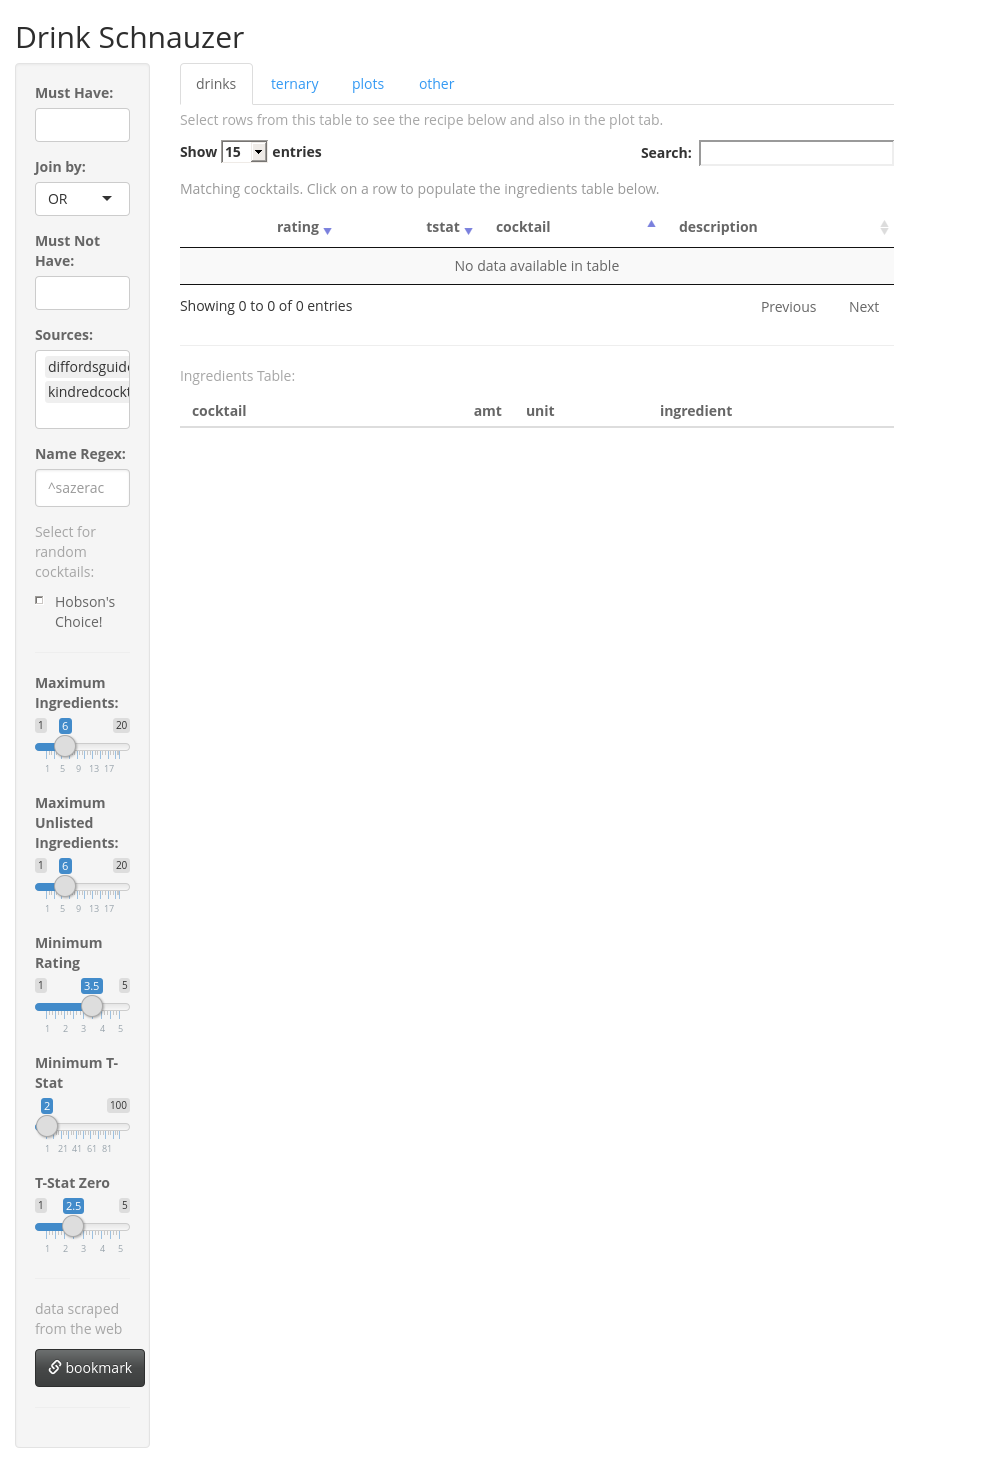 Drink Schnauzer
Must Have:
Join by:
OR
Must Not
Have:
Sources:
diffordsguide
kindredcockt
Name Regex:
^sazerac
Select for
random
cocktails:
Hobson's
Choice!
Maximum
Ingredients:
1 6 20
1 5 9 13 17
Maximum
Unlisted
Ingredients:
1 6 20
1 5 9 13 17
Minimum
Rating
1 3.5 5
1 2 3 4 5
Minimum T-
Stat
2 100
1 21 41 61 81
T-Stat Zero
1 2.5 5
1 2 3 4 5
data scraped
from the web
bookmark
drinks ternary plots other
Select rows from this table to see the recipe below and also in the plot tab.
Show 15 entries Search:
Matching cocktails. Click on a row to populate the ingredients table below.
rating tstat cocktail description
No data available in table
Showing 0 to 0 of 0 entries Previous Next
Ingredients Table:
cocktail amt unit ingredient